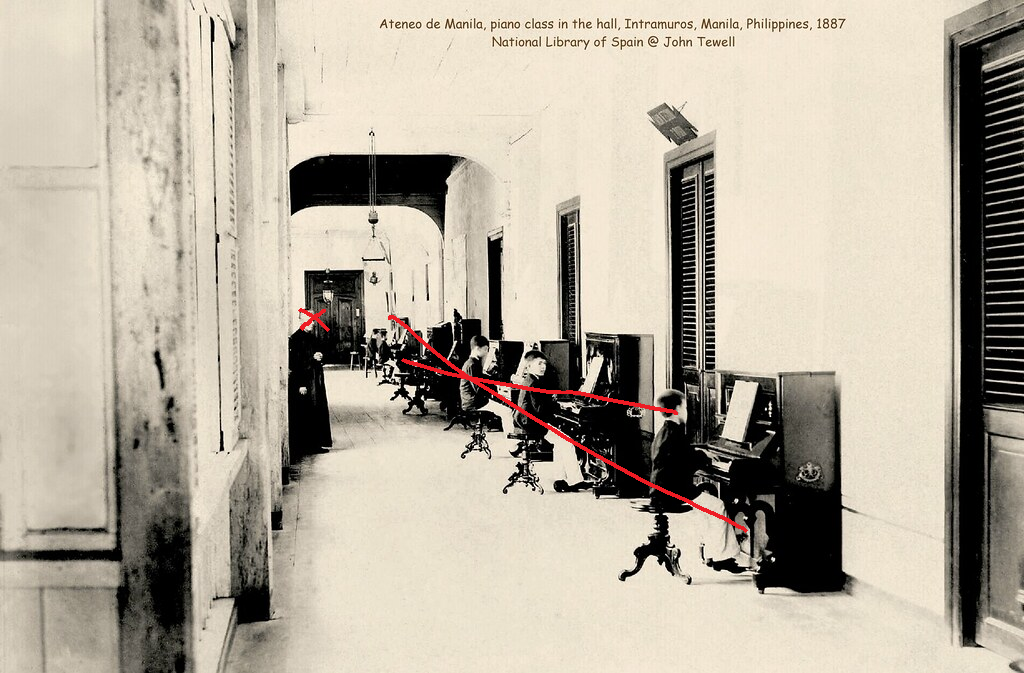 Ateneo de Manila, piano class in the hall, Intramuros, Manila, Philippines, 1887
National Library of Spain @ John Tewell